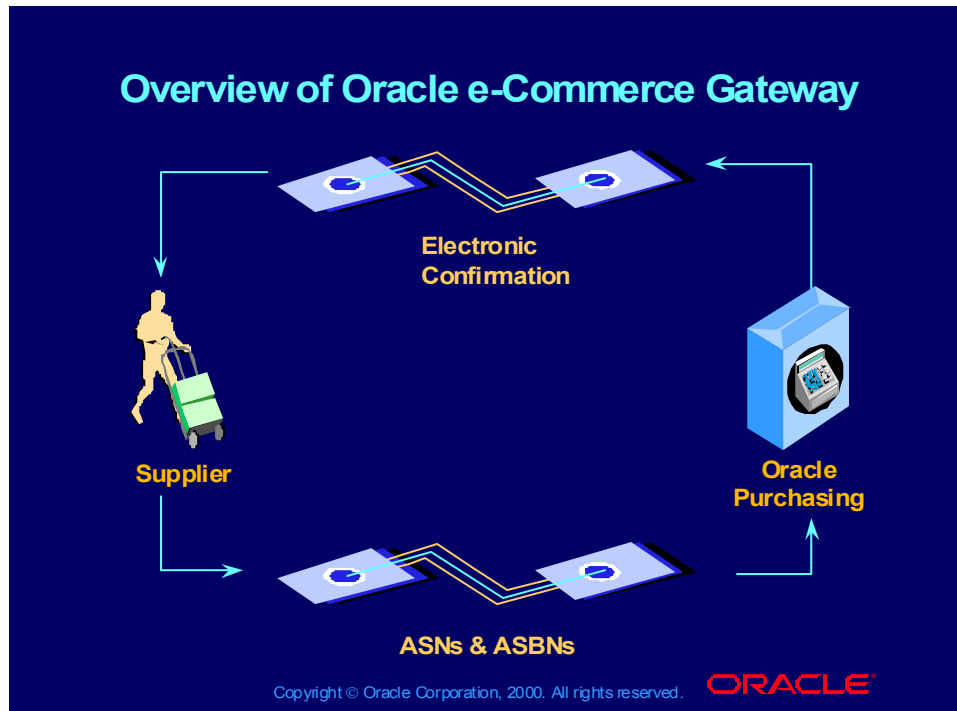 Overview of Oracle e-Commerce Gateway
Electronic
Confirmation
Supplier
Oracle
Purchasing
ASNs & ASBNs
Copyright © Oracle Corporation, 2000. All rights reserved.
ORACLE®